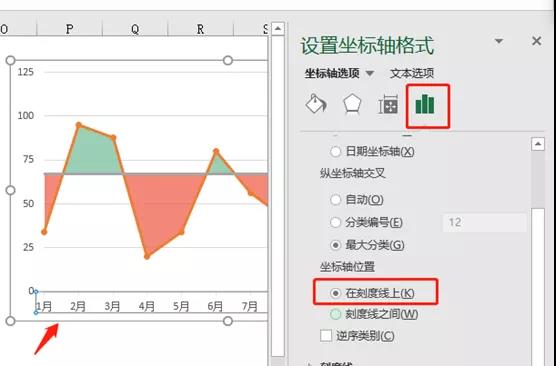 O P Q R S
设置坐标轴格式
坐标轴选项 文本选项
125
100
75
50
25
0
1月 2月 3月 4月 5月 6月 7月
日期坐标轴(X)
纵坐标轴交叉
自动(O)
分类编号(E) 12
最大分类(G)
坐标轴位置
在刻度线上(K)
刻度线之间(W)
逆序类别(C)
刻度线